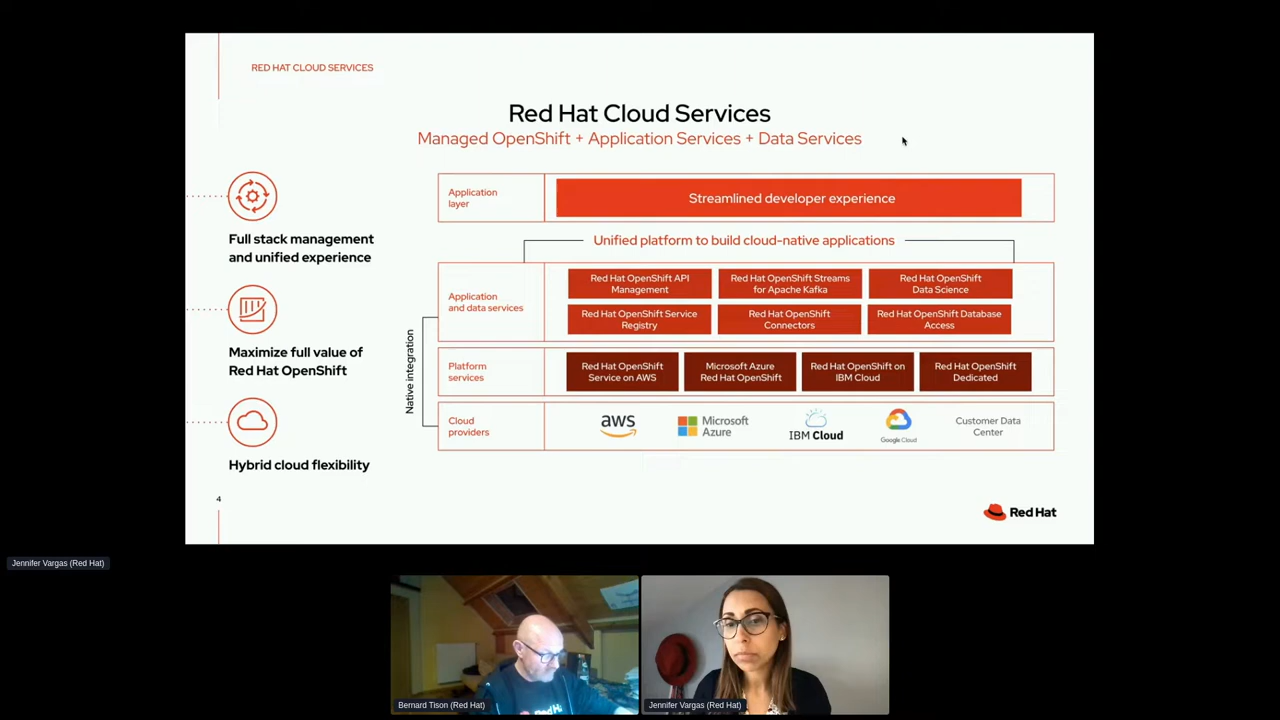 RED HAT CLOUD SERVICES
Red Hat Cloud Services
Managed OpenShift + Application Services + Data Services
Full stack management
and unified experience
Maximize full value of
Red Hat OpenShift
Hybrid cloud flexibility
Application
layer
Streamlined developer experience
Unified platform to build cloud-native applications
Native integration
Application
and data services
Red Hat OpenShift API
Management
Red Hat OpenShift Streams
for Apache Kafka
Red Hat OpenShift
Data Science
Red Hat OpenShift Service
Registry
Red Hat OpenShift
Connectors
Red Hat OpenShift Database
Access
Platform
services
Red Hat OpenShift
Service on AWS
Microsoft Azure
Red Hat OpenShift
Red Hat OpenShift on
IBM Cloud
Red Hat OpenShift
Dedicated
Cloud
providers
aws
Microsoft
Azure
IBM Cloud
Google Cloud
Customer Data
Center
4
Red Hat
Jennifer Vargas (Red Hat)
Bernard Tison (Red Hat)
Jennifer Vargas (Red Hat)